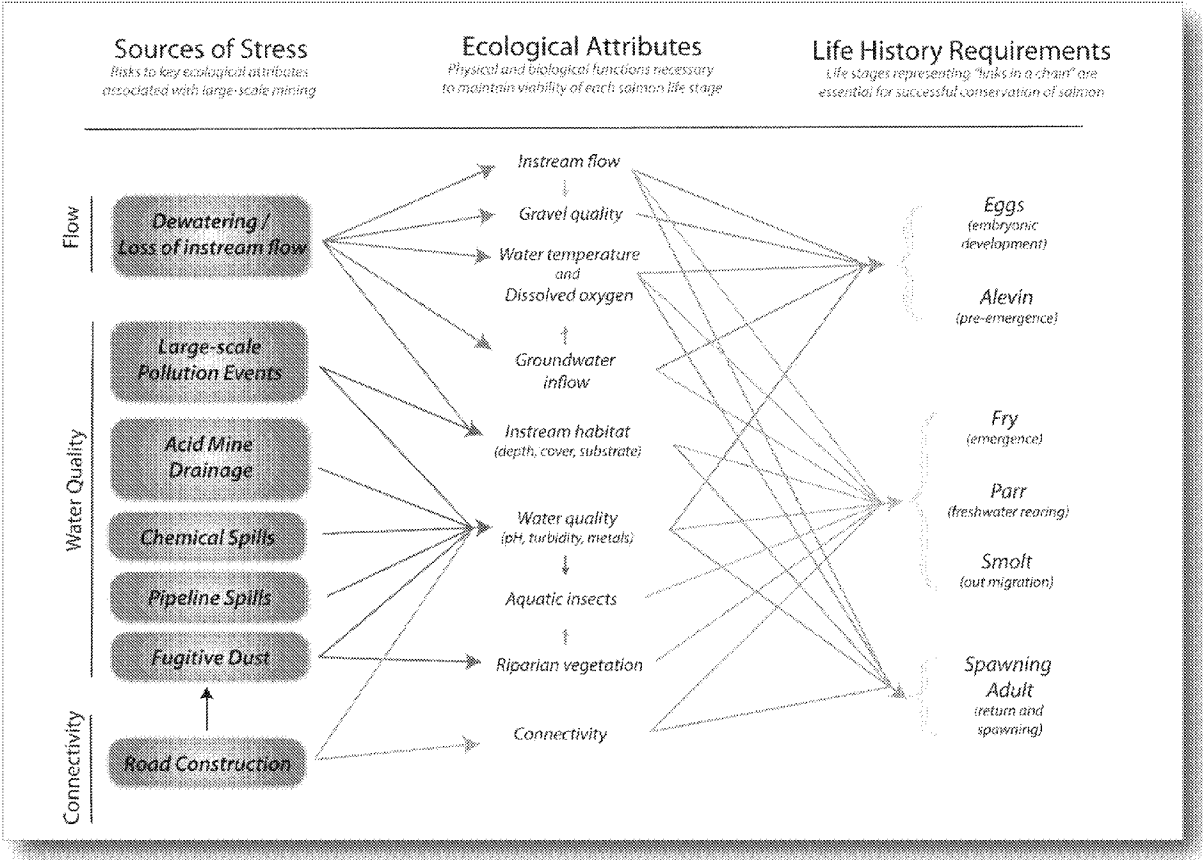 Sources of Stress
Risks to key ecological attributes
associated with large-scale mining
Ecological Attributes
Physical and biological functions necessary
to maintain viability of each salmon life stage
Life History Requirements
Life stages representing "links in a chain" are
essential for successful conservation of salmon
Flow
Dewatering /
Loss of instream flow
Water Quality
Large-scale
Pollution Events
Acid Mine
Drainage
Chemical Spills
Pipeline Spills
Fugitive Dust
Connectivity
Road Construction
Instream flow
Gravel quality
Water temperature
and
Dissolved oxygen
Groundwater
inflow
Instream habitat
(depth, cover, substrate)
Water quality
(pH, turbidity, metals)
Aquatic insects
Riparian vegetation
Connectivity
Eggs
(embryonic
development)
Alevin
(pre-emergence)
Fry
(emergence)
Parr
(freshwater rearing)
Smolt
(out migration)
Spawning
Adult
(return and
spawning)